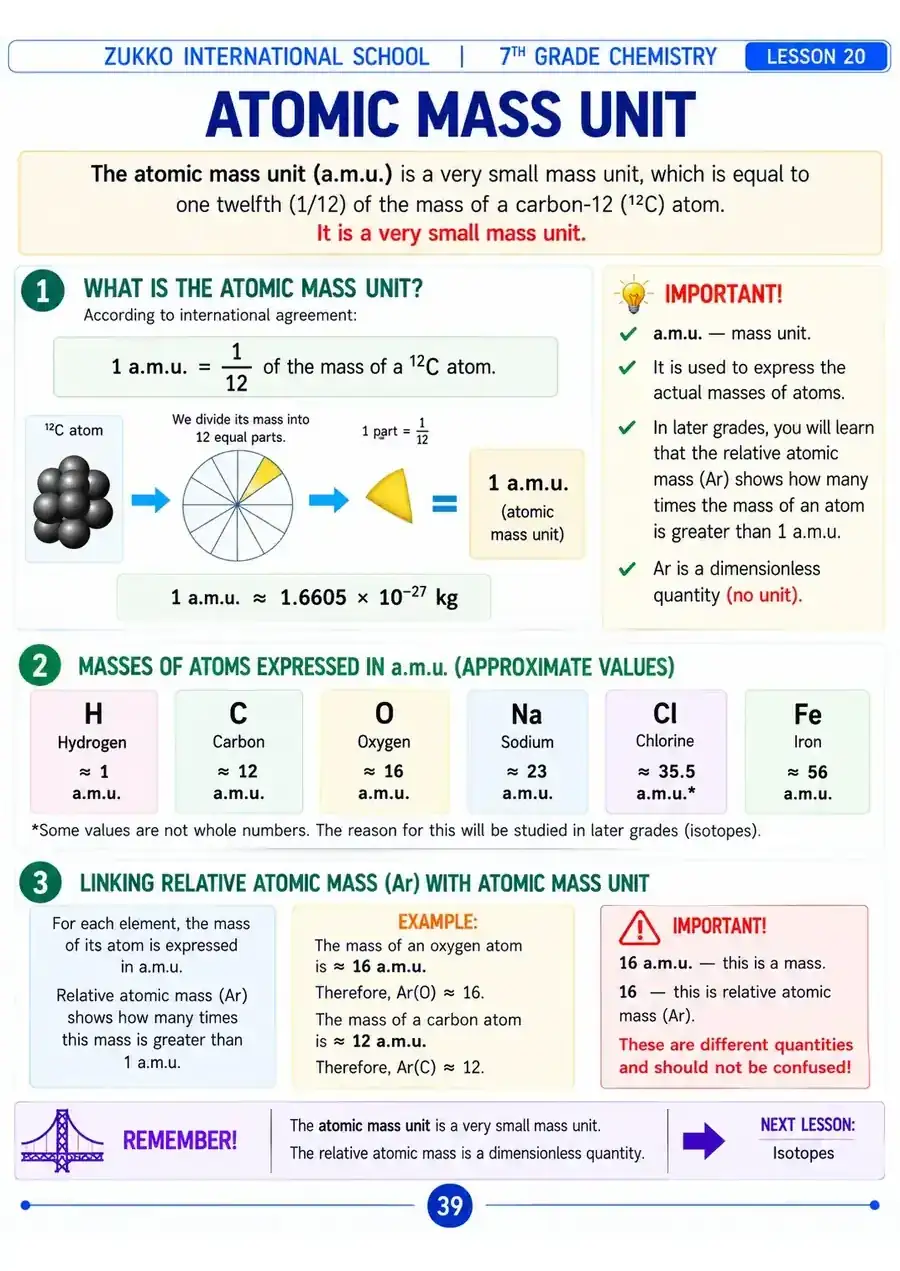 ZUKKO INTERNATIONAL SCHOOL | 7TH GRADE CHEMISTRY LESSON 20
ATOMIC MASS UNIT
The atomic mass unit (a.m.u.) is a very small mass unit, which is equal to
one twelfth (1/12) of the mass of a carbon-12 (¹²C) atom.
It is a very small mass unit.
1 WHAT IS THE ATOMIC MASS UNIT?
According to international agreement:
1 a.m.u. = 1/12 of the mass of a ¹²C atom.
¹²C atom
We divide its mass into
12 equal parts.
1 part = 1/12
1 a.m.u.
(atomic
mass unit)
1 a.m.u. ≈ 1.6605 × 10⁻²⁷ kg
IMPORTANT!
a.m.u. — mass unit.
It is used to express the
actual masses of atoms.
In later grades, you will learn
that the relative atomic
mass (Ar) shows how many
times the mass of an atom
is greater than 1 a.m.u.
Ar is a dimensionless
quantity (no unit).
2 MASSES OF ATOMS EXPRESSED IN a.m.u. (APPROXIMATE VALUES)
H
Hydrogen
≈ 1
a.m.u.
C
Carbon
≈ 12
a.m.u.
O
Oxygen
≈ 16
a.m.u.
Na
Sodium
≈ 23
a.m.u.
Cl
Chlorine
≈ 35.5
a.m.u.*
Fe
Iron
≈ 56
a.m.u.
*Some values are not whole numbers. The reason for this will be studied in later grades (isotopes).
3 LINKING RELATIVE ATOMIC MASS (Ar) WITH ATOMIC MASS UNIT
For each element, the mass
of its atom is expressed
in a.m.u.
Relative atomic mass (Ar)
shows how many times
this mass is greater than
1 a.m.u.
EXAMPLE:
The mass of an oxygen atom
is ≈ 16 a.m.u.
Therefore, Ar(O) ≈ 16.
The mass of a carbon atom
is ≈ 12 a.m.u.
Therefore, Ar(C) ≈ 12.
IMPORTANT!
16 a.m.u. — this is a mass.
16 — this is relative atomic
mass (Ar).
These are different quantities
and should not be confused!
REMEMBER!
The atomic mass unit is a very small mass unit.
The relative atomic mass is a dimensionless quantity.
NEXT LESSON:
Isotopes
39